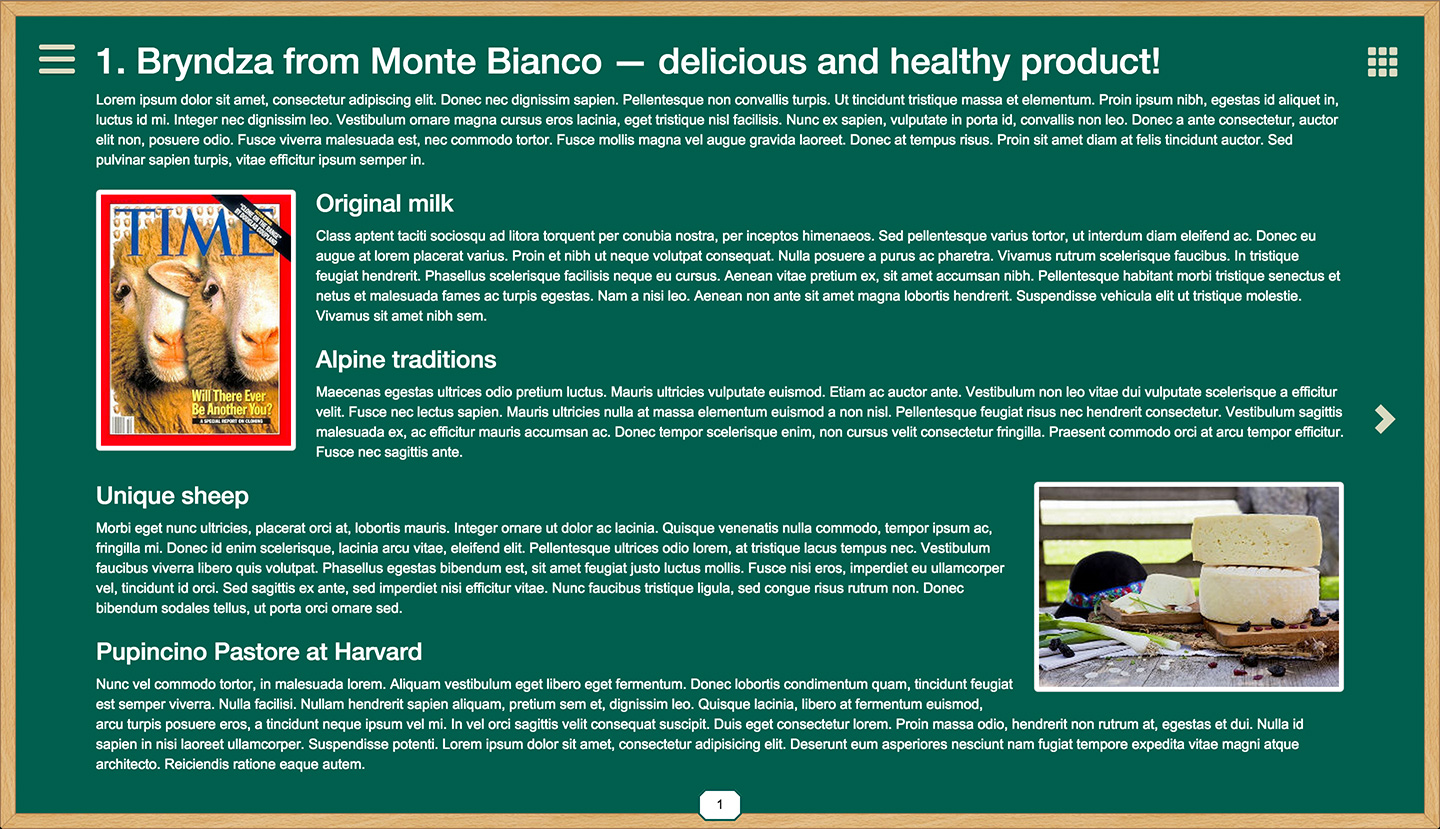 1. Bryndza from Monte Bianco — delicious and healthy product!
Lorem ipsum dolor sit amet, consectetur adipiscing elit. Donec nec dignissim sapien. Pellentesque non convallis turpis. Ut tincidunt tristique massa et elementum. Proin ipsum nibh, egestas id aliquet in,
luctus id mi. Integer nec dignissim leo. Vestibulum ornare magna cursus eros lacinia, eget tristique nisl facilisis. Nunc ex sapien, vulputate in porta id, convallis non leo. Donec a ante consectetur, auctor
elit non, posuere odio. Fusce viverra malesuada est, nec commodo tortor. Fusce mollis magna vel augue gravida laoreet. Donec at tempus risus. Proin sit amet diam at felis tincidunt auctor. Sed
pulvinar sapien turpis, vitae efficitur ipsum semper in.
TIME
Will There Ever
Be Another You?
A SPECIAL REPORT ON CLONING
Original milk
Class aptent taciti sociosqu ad litora torquent per conubia nostra, per inceptos himenaeos. Sed pellentesque varius tortor, ut interdum diam eleifend ac. Donec eu
augue at lorem placerat varius. Proin et nibh ut neque volutpat consequat. Nulla posuere a purus ac pharetra. Vivamus rutrum scelerisque faucibus. In tristique
feugiat hendrerit. Phasellus scelerisque facilisis neque eu cursus. Aenean vitae pretium ex, sit amet accumsan nibh. Pellentesque habitant morbi tristique senectus et
netus et malesuada fames ac turpis egestas. Nam a nisi leo. Aenean non ante sit amet magna lobortis hendrerit. Suspendisse vehicula elit ut tristique molestie.
Vivamus sit amet nibh sem.
Alpine traditions
Maecenas egestas ultrices odio pretium luctus. Mauris ultricies vulputate euismod. Etiam ac auctor ante. Vestibulum non leo vitae dui vulputate scelerisque a efficitur
velit. Fusce nec lectus sapien. Mauris ultricies nulla at massa elementum euismod a non nisl. Pellentesque feugiat risus nec hendrerit consectetur. Vestibulum sagittis
malesuada ex, ac efficitur mauris accumsan ac. Donec tempor scelerisque enim, non cursus velit consectetur fringilla. Praesent commodo orci at arcu tempor efficitur.
Fusce nec sagittis ante.
Unique sheep
Morbi eget nunc ultricies, placerat orci at, lobortis mauris. Integer ornare ut dolor ac lacinia. Quisque venenatis nulla commodo, tempor ipsum ac,
fringilla mi. Donec id enim scelerisque, lacinia arcu vitae, eleifend elit. Pellentesque ultrices odio lorem, at tristique lacus tempus nec. Vestibulum
faucibus viverra libero quis volutpat. Phasellus egestas bibendum est, sit amet feugiat justo luctus mollis. Fusce nisi eros, imperdiet eu ullamcorper
vel, tincidunt id orci. Sed sagittis ex ante, sed imperdiet nisi efficitur vitae. Nunc faucibus tristique ligula, sed congue risus rutrum non. Donec
bibendum sodales tellus, ut porta orci ornare sed.
Pupincino Pastore at Harvard
Nunc vel commodo tortor, in malesuada lorem. Aliquam vestibulum eget libero eget fermentum. Donec lobortis condimentum quam, tincidunt feugiat
est semper viverra. Nulla facilisi. Nullam hendrerit sapien aliquam, pretium sem et, dignissim leo. Quisque lacinia, libero at fermentum euismod,
arcu turpis posuere eros, a tincidunt neque ipsum vel mi. In vel orci sagittis velit consequat suscipit. Duis eget consectetur lorem. Proin massa odio, hendrerit non rutrum at, egestas et dui. Nulla id
sapien in nisi laoreet ullamcorper. Suspendisse potenti. Lorem ipsum dolor sit amet, consectetur adipisicing elit. Deserunt eum asperiores nesciunt nam fugiat tempore expedita vitae magni atque
architecto. Reiciendis ratione eaque autem.
1